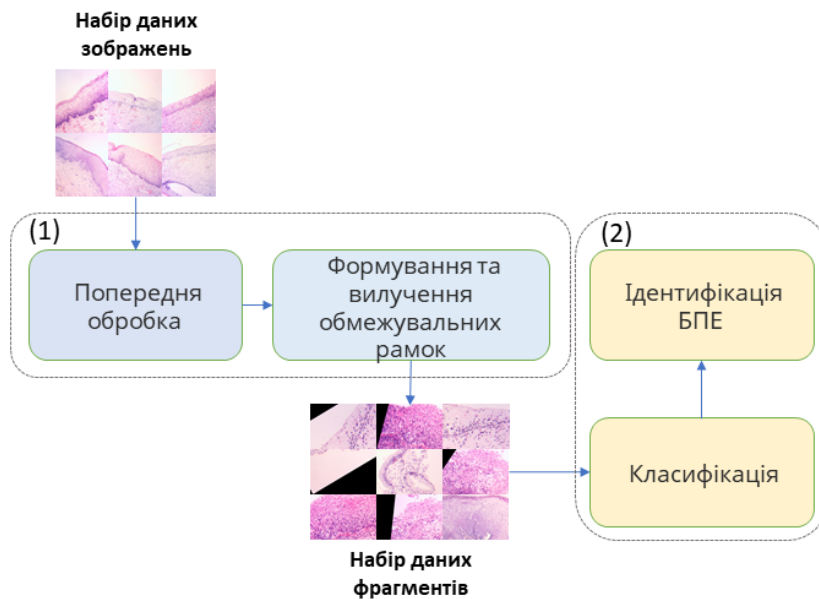 Набір даних
зображень
(1)
Попередня
обробка
Формування та
вилучення
обмежувальних
рамок
(2)
Ідентифікація
БПЕ
Класифікація
Набір даних
фрагментів